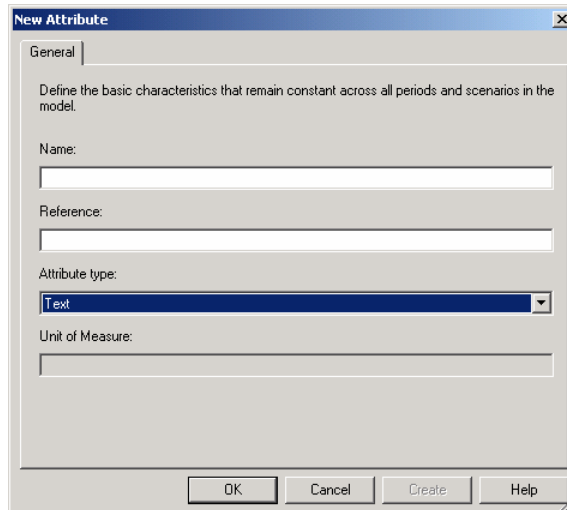 New Attribute
General
Define the basic characteristics that remain constant across all periods and scenarios in the
model.
Name:
Reference:
Attribute type:
Text
Unit of Measure:
OK Cancel Create Help